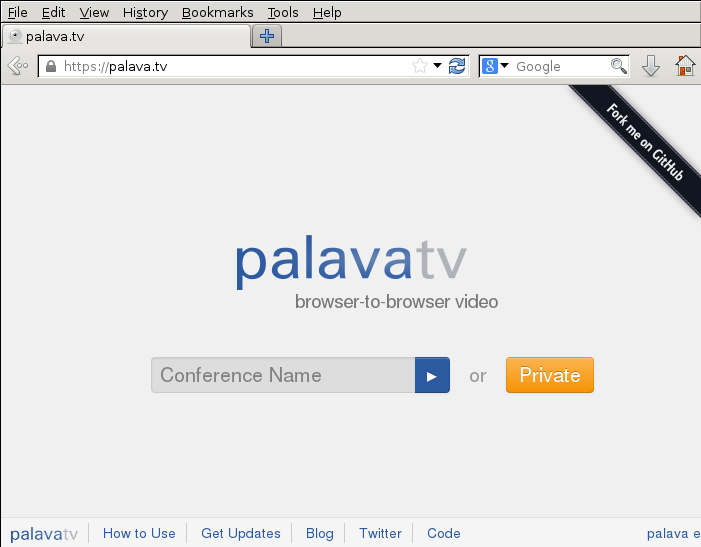 File Edit View History Bookmarks Tools Help
palava.tv
https://palava.tv
8 Google
Fork me on GitHub
palavatv
browser-to-browser video
Conference Name
or
Private
palavatv How to Use Get Updates Blog Twitter Code palava e